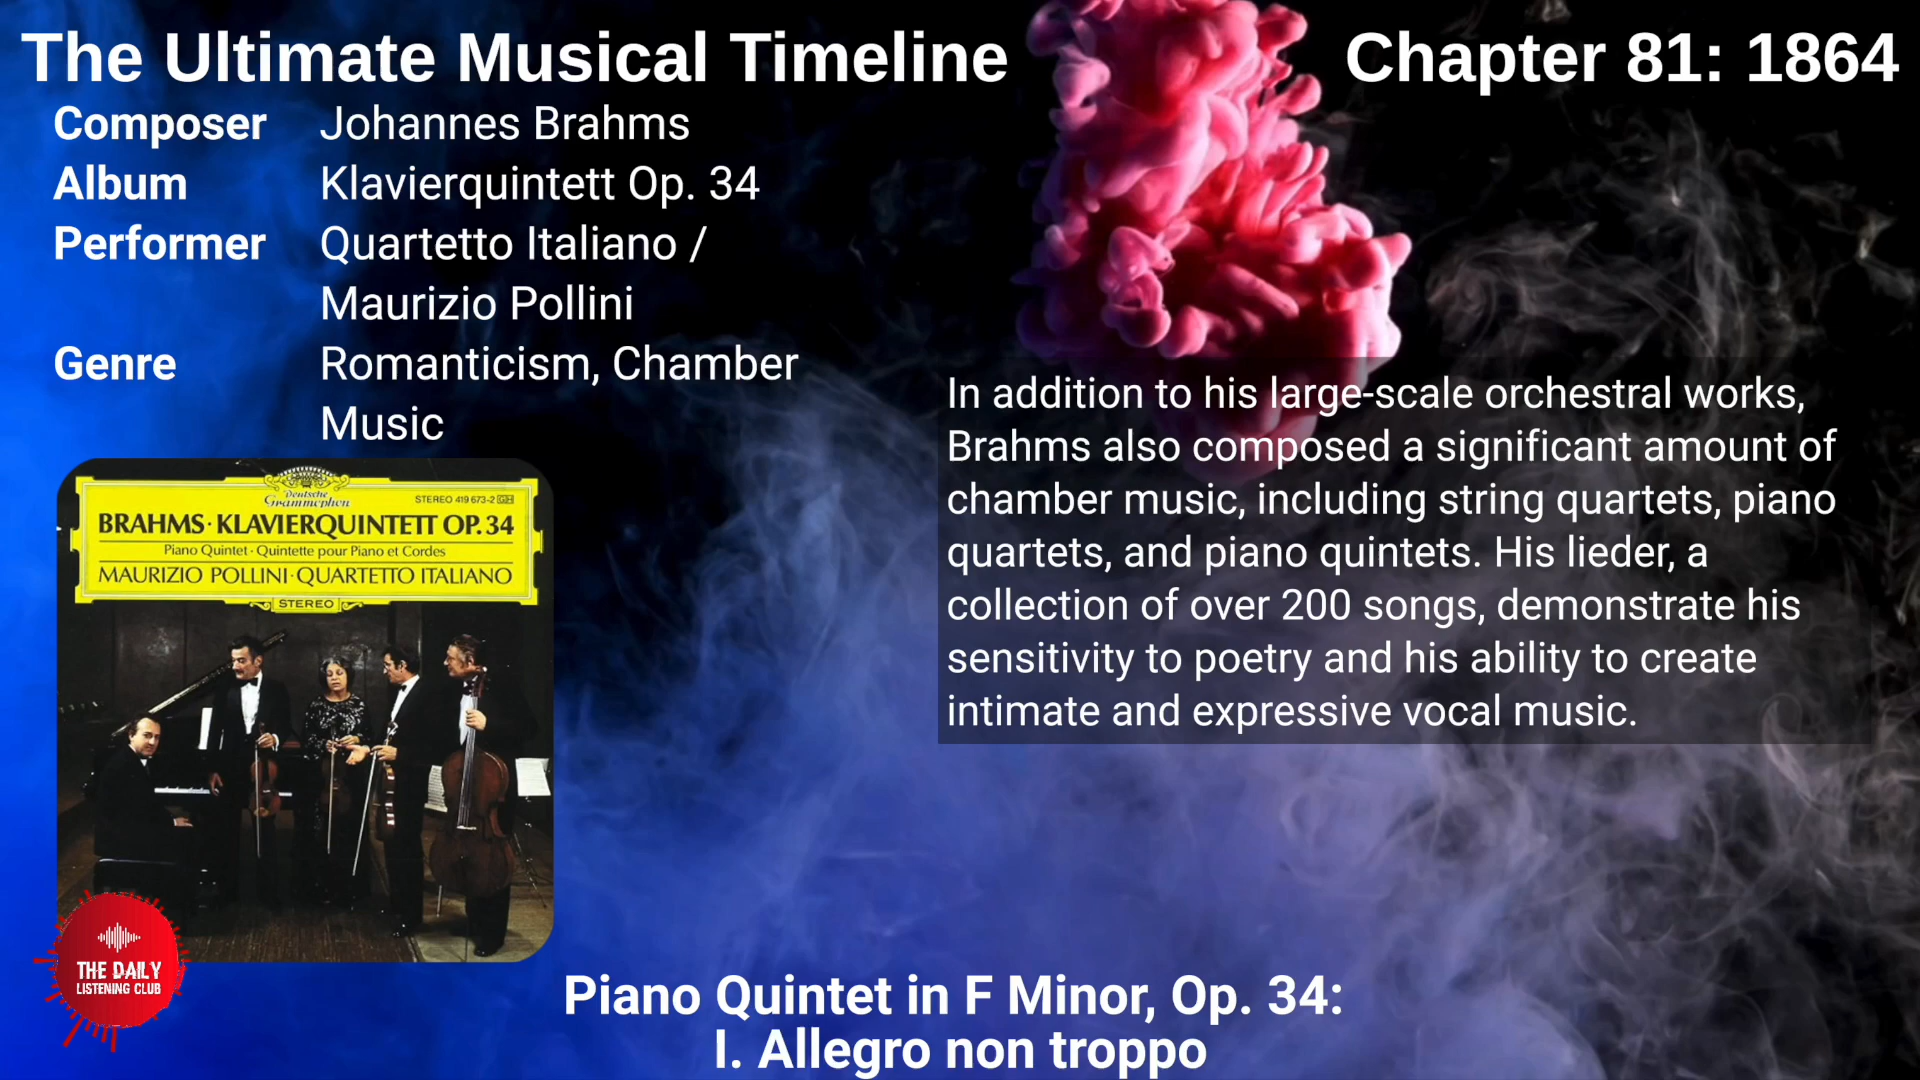 The Ultimate Musical Timeline
Chapter 81: 1864
Composer Johannes Brahms
Album Klavierquintett Op. 34
Performer Quartetto Italiano /
Maurizio Pollini
Genre Romanticism, Chamber
Music
Deutsche
Grammophon
STEREO 419 673-2 GH
BRAHMS · KLAVIERQUINTETT OP. 34
Piano Quintet · Quintette pour Piano et Cordes
MAURIZIO POLLINI · QUARTETTO ITALIANO
STEREO
In addition to his large-scale orchestral works,
Brahms also composed a significant amount of
chamber music, including string quartets, piano
quartets, and piano quintets. His lieder, a
collection of over 200 songs, demonstrate his
sensitivity to poetry and his ability to create
intimate and expressive vocal music.
THE DAILY
LISTENING CLUB
Piano Quintet in F Minor, Op. 34:
I. Allegro non troppo